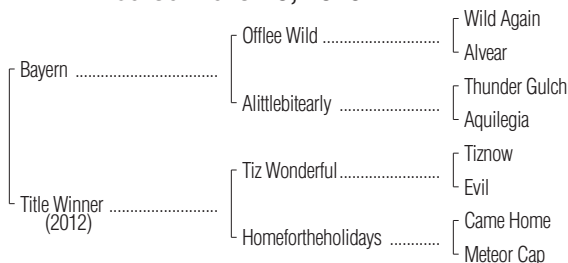 Wild Again
Offlee Wild ............................
Alvear
Bayern ..................................
Thunder Gulch
Alittlebitearly ........................
Aquilegia
Tiznow
Tiz Wonderful........................
Evil
Title Winner ..........................
(2012)
Came Home
Homefortheholidays ............
Meteor Cap